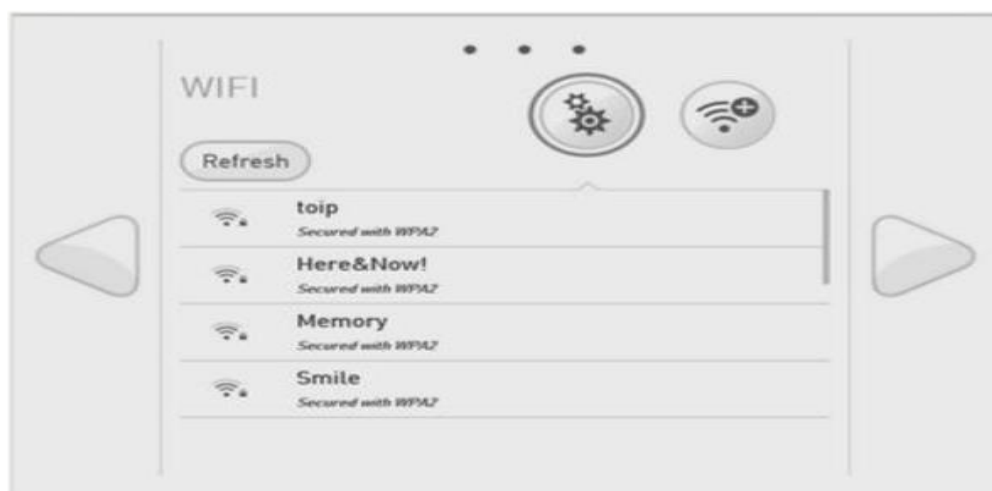 WIFI
Refresh
toip
Secured with WPA2
Here&Now!
Secured with WPA2
Memory
Secured with WPA2
Smile
Secured with WPA2